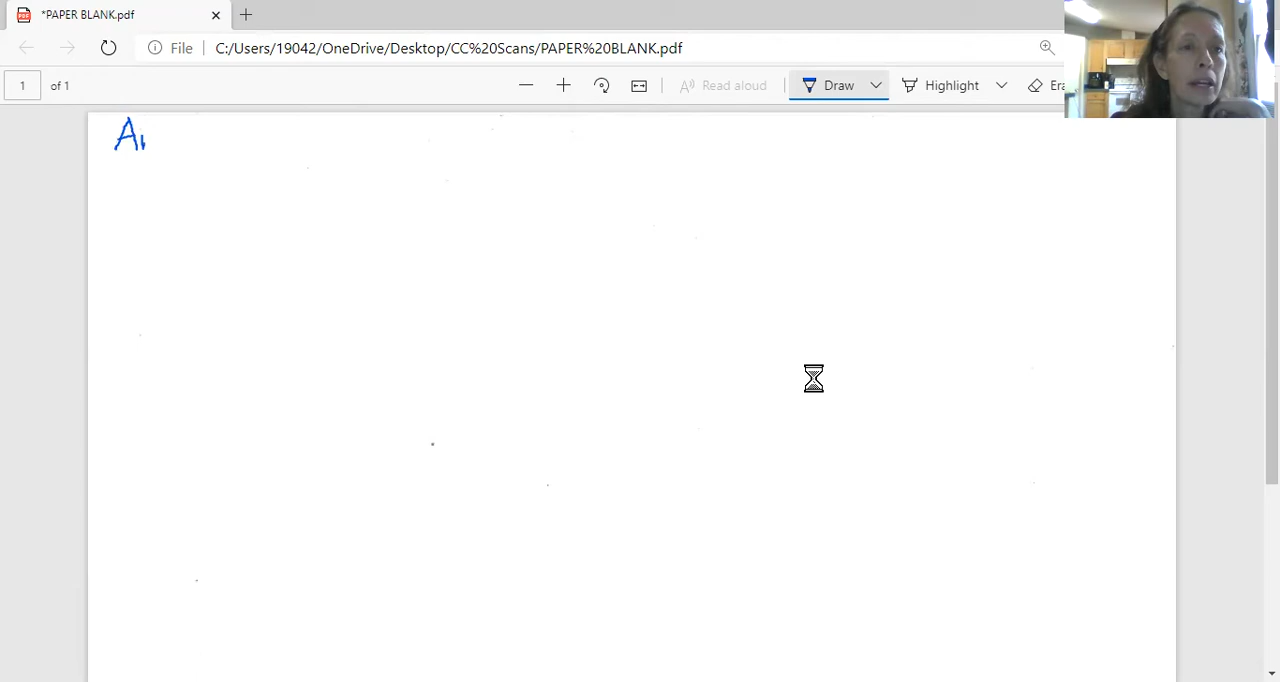 *PAPER BLANK.pdf
File
C:/Users/19042/OneDrive/Desktop/CC%20Scans/PAPER%20BLANK.pdf
1 of 1
Read aloud
Draw
Highlight
Era